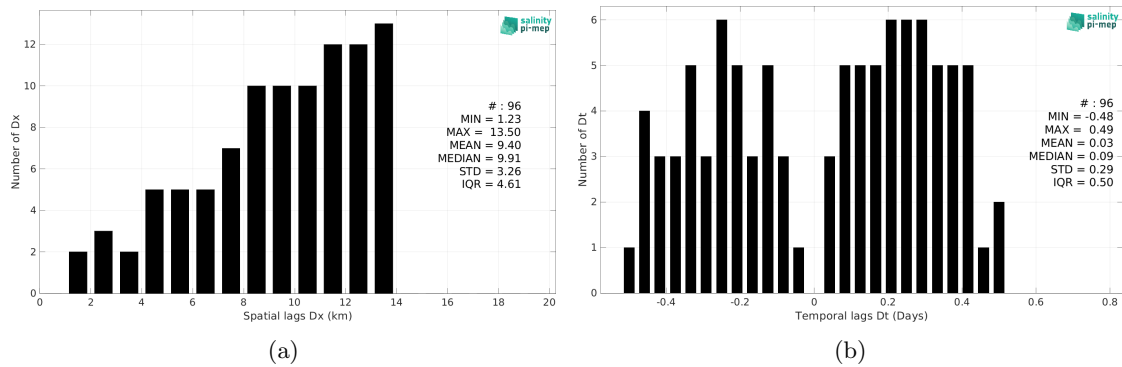 salinity
pi-mep
12
10
8
6
4
2
0
Number of Dx
# : 96
MIN = 1.23
MAX = 13.50
MEAN = 9.40
MEDIAN = 9.91
STD = 3.26
IQR = 4.61
0 2 4 6 8 10 12 14 16 18 20
Spatial lags Dx (km)
(a)
salinity
pi-mep
6
5
4
3
2
1
0
Number of Dt
# : 96
MIN = -0.48
MAX = 0.49
MEAN = 0.03
MEDIAN = 0.09
STD = 0.29
IQR = 0.50
-0.4 -0.2 0 0.2 0.4 0.6 0.8
Temporal lags Dt (Days)
(b)